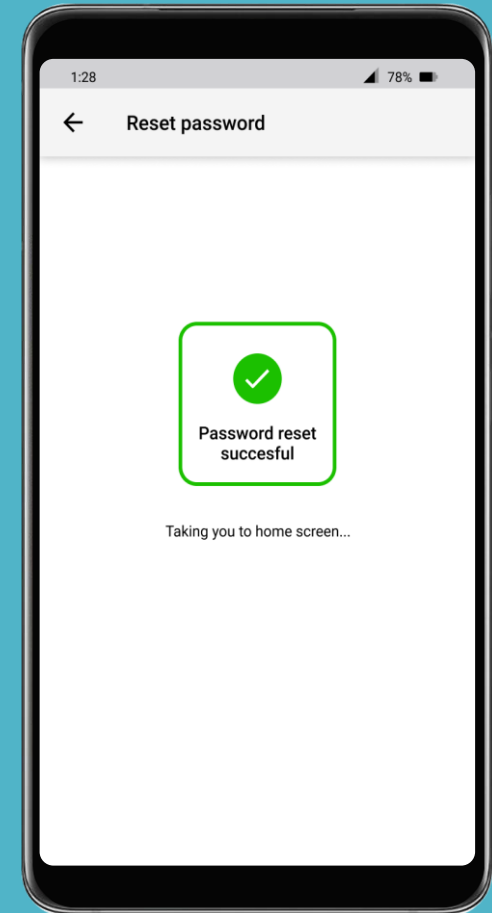 1:28 78%
Reset password
Password reset
succesful
Taking you to home screen...